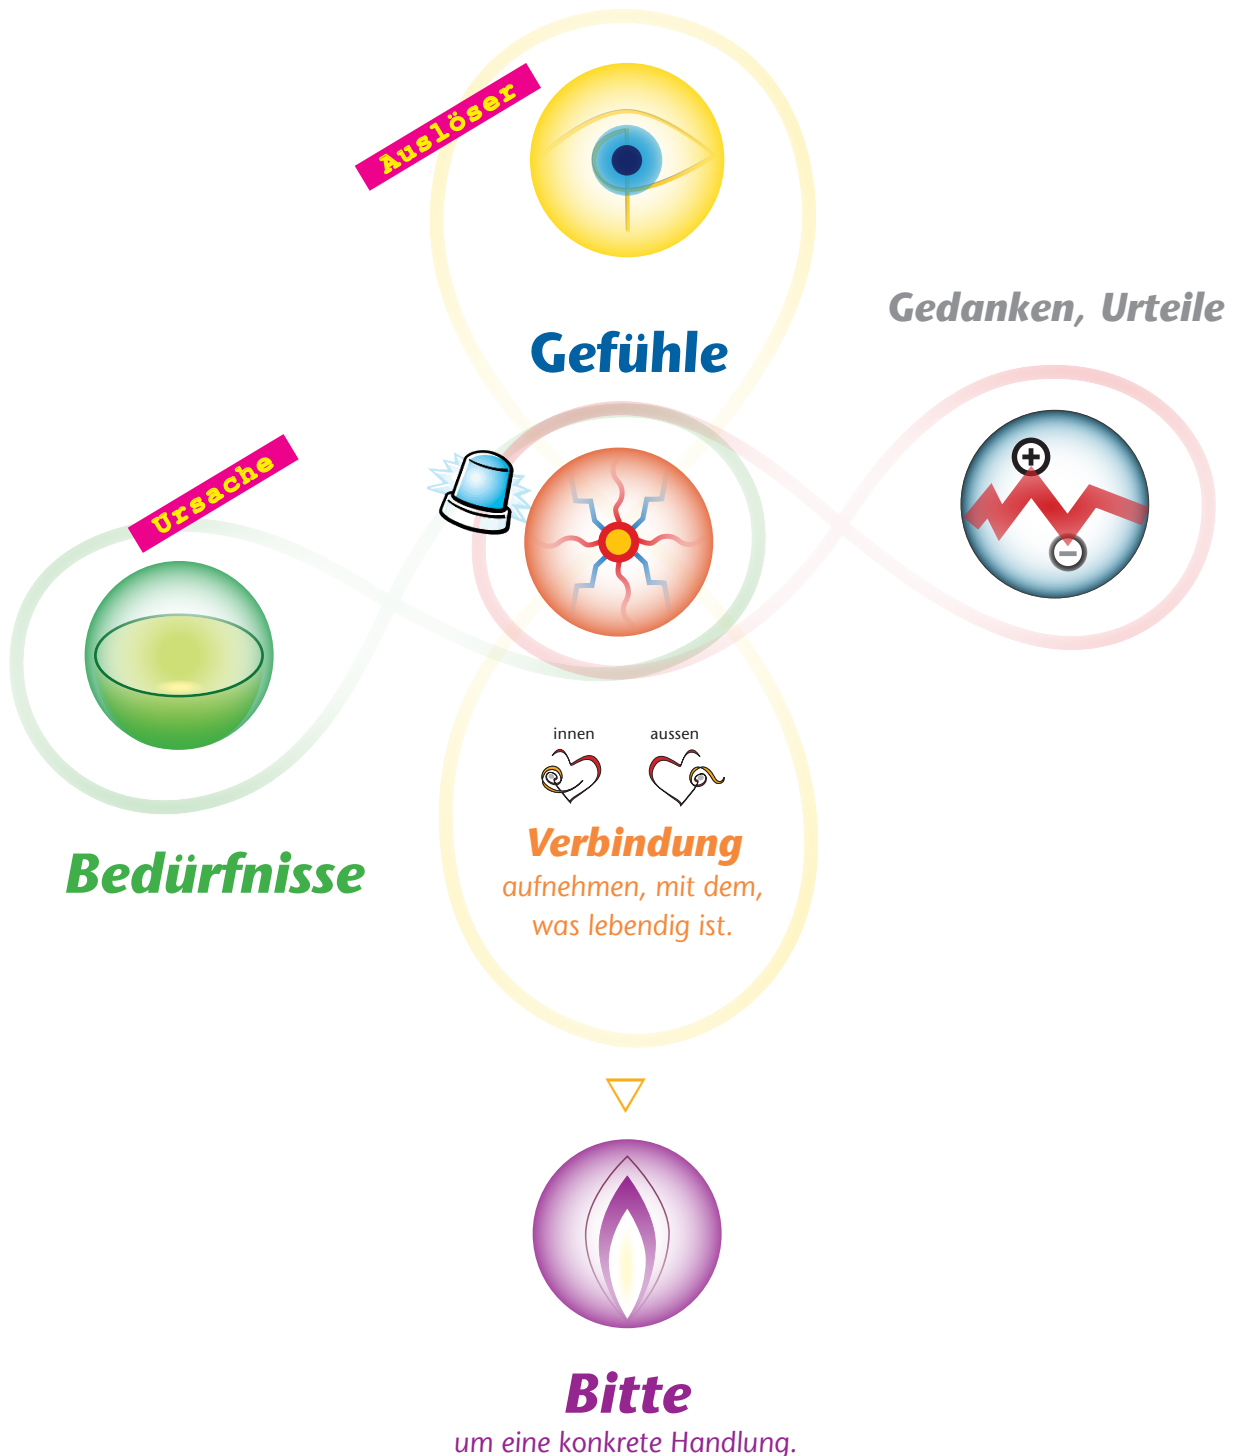 Auslöser
Gedanken, Urteile
Gefühle
Ursache
innen aussen
Verbindung
aufnehmen, mit dem,
was lebendig ist.
Bedürfnisse
Bitte
um eine konkrete Handlung.